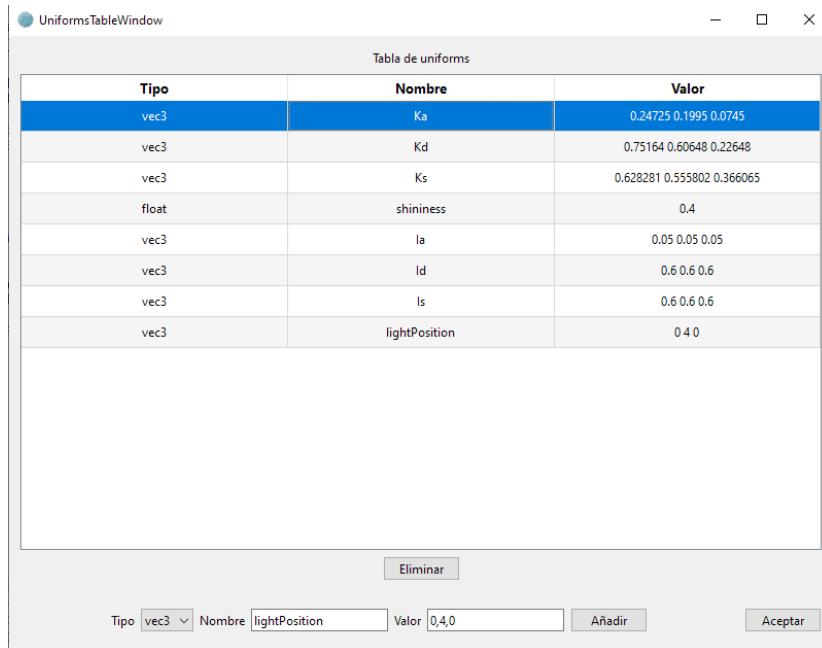 UniformsTableWindow
Tabla de uniforms
Tipo Nombre Valor
vec3 Ka 0.24725 0.1995 0.0745
vec3 Kd 0.75164 0.60648 0.22648
vec3 Ks 0.628281 0.555802 0.366065
float shininess 0.4
vec3 Ia 0.05 0.05 0.05
vec3 Id 0.6 0.6 0.6
vec3 Is 0.6 0.6 0.6
vec3 lightPosition 0 4 0
Eliminar
Tipo vec3 Nombre lightPosition Valor 0,4,0 Añadir Aceptar